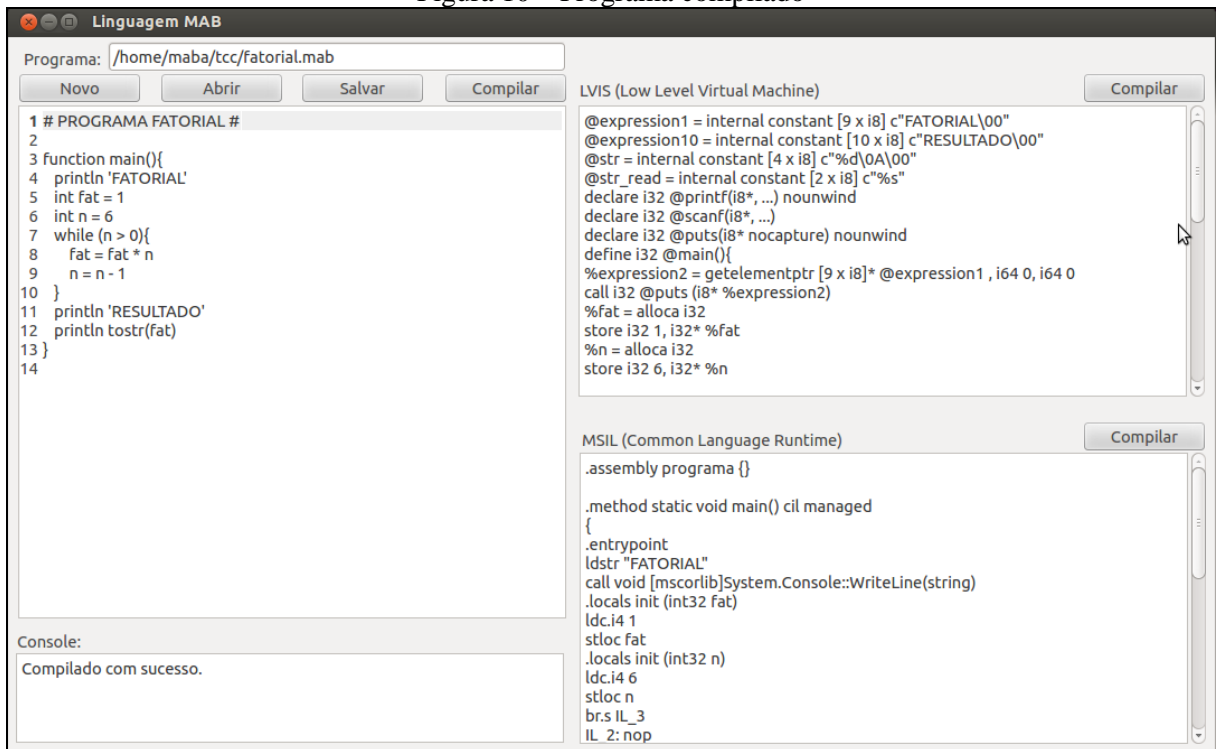 Figura 10 – Programa compilado
Linguagem MAB
Programa: /home/maba/tcc/fatorial.mab
Novo Abrir Salvar Compilar
1 # PROGRAMA FATORIAL #
2
3 function main(){
4 println 'FATORIAL'
5 int fat = 1
6 int n = 6
7 while (n > 0){
8 fat = fat * n
9 n = n - 1
10 }
11 println 'RESULTADO'
12 println tostr(fat)
13 }
14
Console:
Compilado com sucesso.
LVIS (Low Level Virtual Machine) Compilar
@expression1 = internal constant [9 x i8] c"FATORIAL\00"
@expression10 = internal constant [10 x i8] c"RESULTADO\00"
@str = internal constant [4 x i8] c"%d\0A\00"
@str_read = internal constant [2 x i8] c"%s"
declare i32 @printf(i8*, ...) nounwind
declare i32 @scanf(i8*, ...)
declare i32 @puts(i8* nocapture) nounwind
define i32 @main(){
%expression2 = getelementptr [9 x i8]* @expression1 , i64 0, i64 0
call i32 @puts (i8* %expression2)
%fat = alloca i32
store i32 1, i32* %fat
%n = alloca i32
store i32 6, i32* %n
MSIL (Common Language Runtime) Compilar
.assembly programa {}
.method static void main() cil managed
{
.entrypoint
ldstr "FATORIAL"
call void [mscorlib]System.Console::WriteLine(string)
.locals init (int32 fat)
ldc.i4 1
stloc fat
.locals init (int32 n)
ldc.i4 6
stloc n
br.s IL_3
IL_2: nop